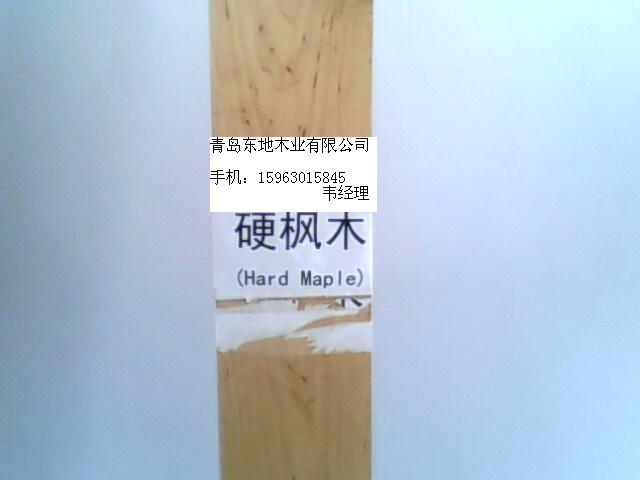 青岛东地木业有限公司
手机：15963015845
韦经理
硬枫木
(Hard Maple)